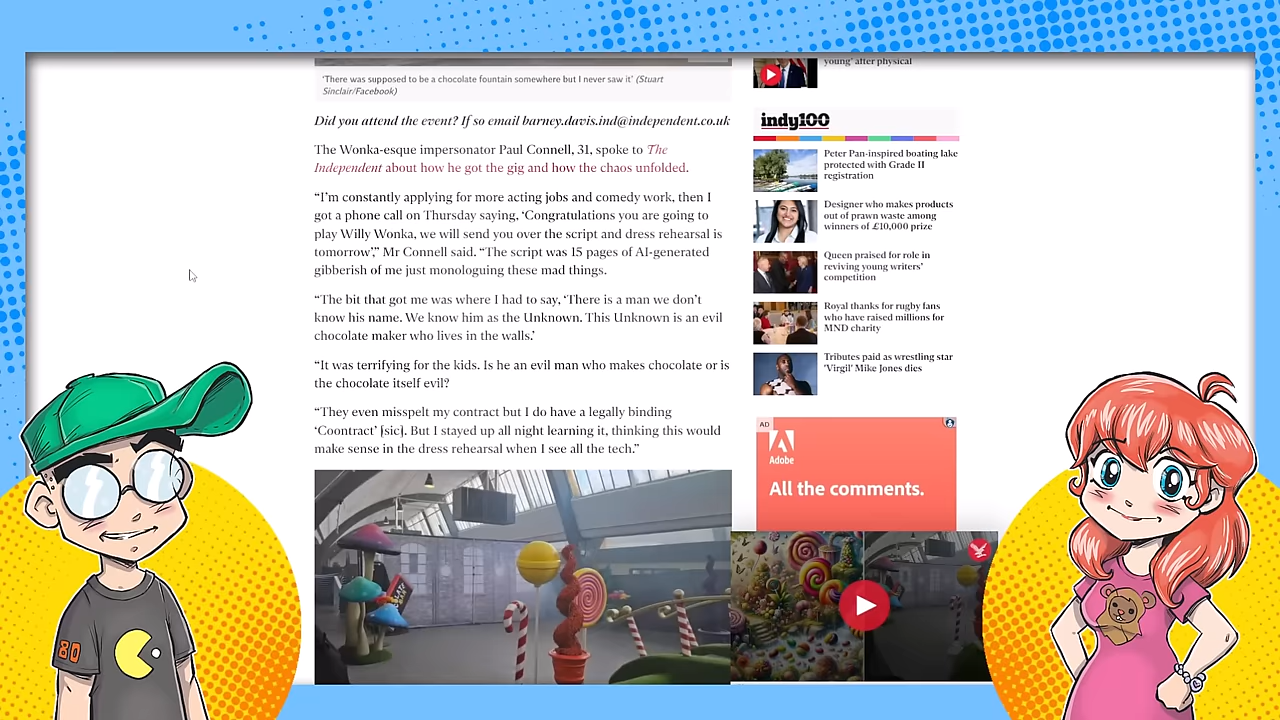 'There was supposed to be a chocolate fountain somewhere but I never saw it' (Stuart
Sinclair/Facebook)
Did you attend the event? If so email barney.davis.ind@independent.co.uk
The Wonka-esque impersonator Paul Connell, 31, spoke to The
Independent about how he got the gig and how the chaos unfolded.
“I’m constantly applying for more acting jobs and comedy work, then I
got a phone call on Thursday saying, ‘Congratulations you are going to
play Willy Wonka, we will send you over the script and dress rehearsal is
tomorrow’,” Mr Connell said. “The script was 15 pages of AI-generated
gibberish of me just monologuing these mad things.
“The bit that got me was where I had to say, ‘There is a man we don’t
know his name. We know him as the Unknown. This Unknown is an evil
chocolate maker who lives in the walls.’
“It was terrifying for the kids. Is he an evil man who makes chocolate or is
the chocolate itself evil?
“They even misspelt my contract but I do have a legally binding
‘Coontract’ [sic]. But I stayed up all night learning it, thinking this would
make sense in the dress rehearsal when I see all the tech.”
young’ after physical
indy100
Peter Pan-inspired boating lake
protected with Grade II
registration
Designer who makes products
out of prawn waste among
winners of £10,000 prize
Queen praised for role in
reviving young writers’
competition
Royal thanks for rugby fans
who have raised millions for
MND charity
Tributes paid as wrestling star
'Virgil' Mike Jones dies
AD
Adobe
All the comments.
80